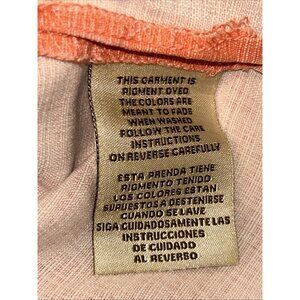 THIS GARMENT IS
PIGMENT DYED
THE COLORS ARE
MEANT TO FADE
WHEN WASHED
FOLLOW THE CARE
INSTRUCTIONS
ON REVERSE CAREFULLY
ESTA PRENDA TIENE
PIGMENTO TENIDO
LOS COLORES ESTAN
SUPUESTOS A DESTENIRSE
CUANDO SE LAVE
SIGA CUIDADOSAMENTE LAS
INSTRUCCIONES
DE CUIDADO
AL REVERSO